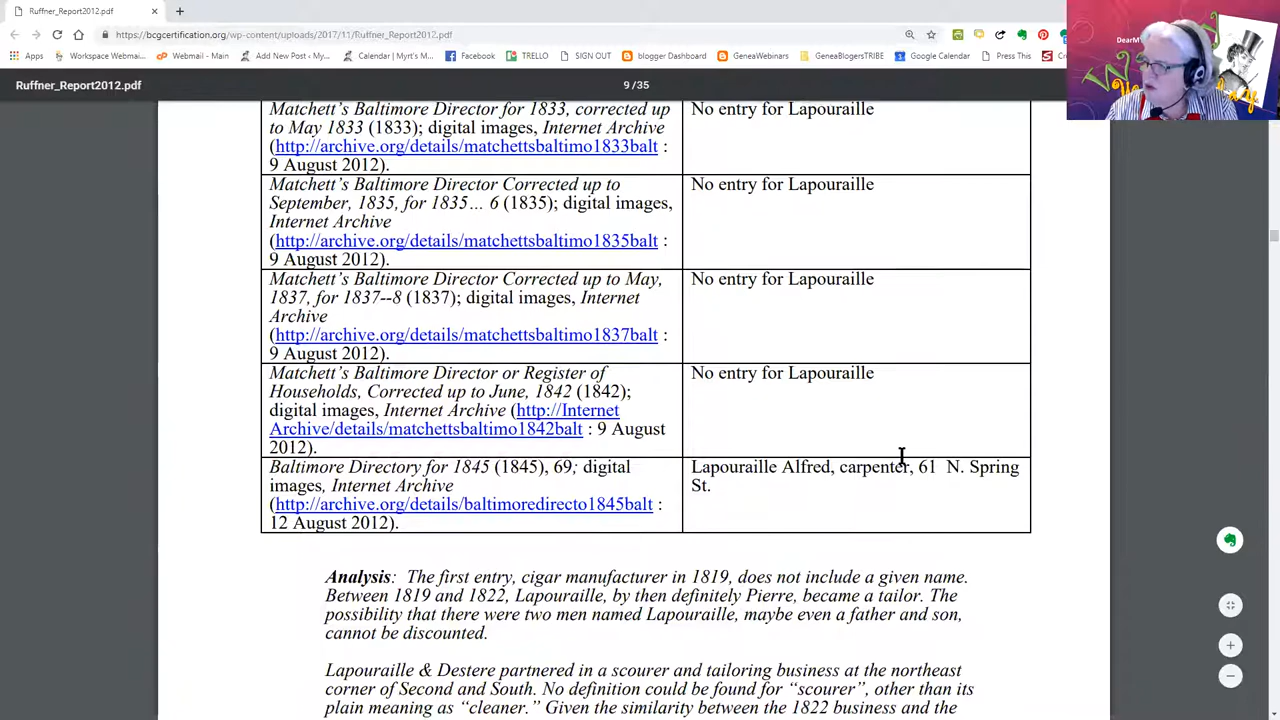 Ruffner_Report2012.pdf
https://bcgcertification.org/wp-content/uploads/2017/11/Ruffner_Report2012.pdf
Apps Workspace Webmai... Webmail - Main Add New Post ‹ My... Calendar | Myrt's M... Facebook TRELLO SIGN OUT blogger Dashboard GeneaWebinars GeneaBlogersTRIBE Google Calendar Press This
DearM
Ruffner_Report2012.pdf 9 / 35
Matchett's Baltimore Director for 1833, corrected up No entry for Lapouraille
to May 1833 (1833); digital images, Internet Archive
(http://archive.org/details/matchettsbaltimo1833balt :
9 August 2012).
Matchett's Baltimore Director Corrected up to No entry for Lapouraille
September, 1835, for 1835… 6 (1835); digital images,
Internet Archive
(http://archive.org/details/matchettsbaltimo1835balt :
9 August 2012).
Matchett's Baltimore Director Corrected up to May, No entry for Lapouraille
1837, for 1837--8 (1837); digital images, Internet
Archive
(http://archive.org/details/matchettsbaltimo1837balt :
9 August 2012).
Matchett's Baltimore Director or Register of No entry for Lapouraille
Households, Corrected up to June, 1842 (1842);
digital images, Internet Archive (http://Internet
Archive/details/matchettsbaltimo1842balt : 9 August
2012).
Baltimore Directory for 1845 (1845), 69; digital Lapouraille Alfred, carpenter, 61 N. Spring
images, Internet Archive St.
(http://archive.org/details/baltimoredirecto1845balt :
12 August 2012).
Analysis: The first entry, cigar manufacturer in 1819, does not include a given name.
Between 1819 and 1822, Lapouraille, by then definitely Pierre, became a tailor. The
possibility that there were two men named Lapouraille, maybe even a father and son,
cannot be discounted.
Lapouraille & Destere partnered in a scourer and tailoring business at the northeast
corner of Second and South. No definition could be found for "scourer", other than its
plain meaning as "cleaner." Given the similarity between the 1822 business and the